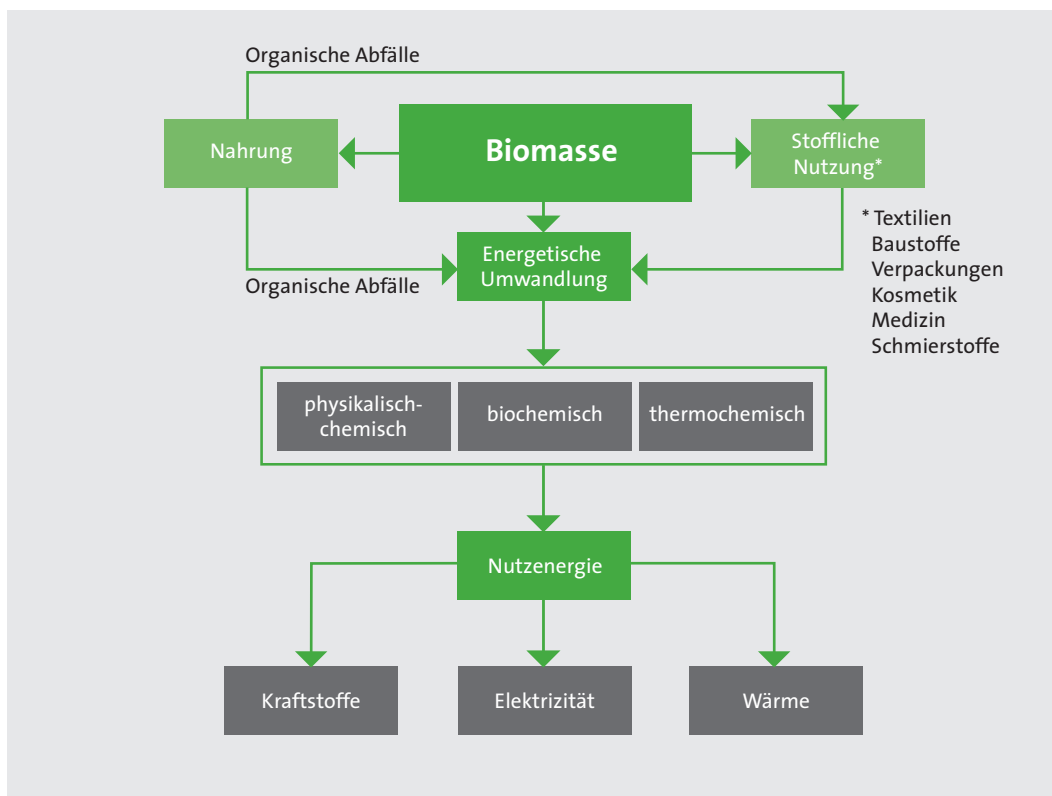 Organische Abfälle
Nahrung
Biomasse
Stoffliche
Nutzung*
* Textilien
Baustoffe
Verpackungen
Kosmetik
Medizin
Schmierstoffe
Energetische
Umwandlung
Organische Abfälle
physikalisch-
chemisch
biochemisch
thermochemisch
Nutzenergie
Kraftstoffe
Elektrizität
Wärme